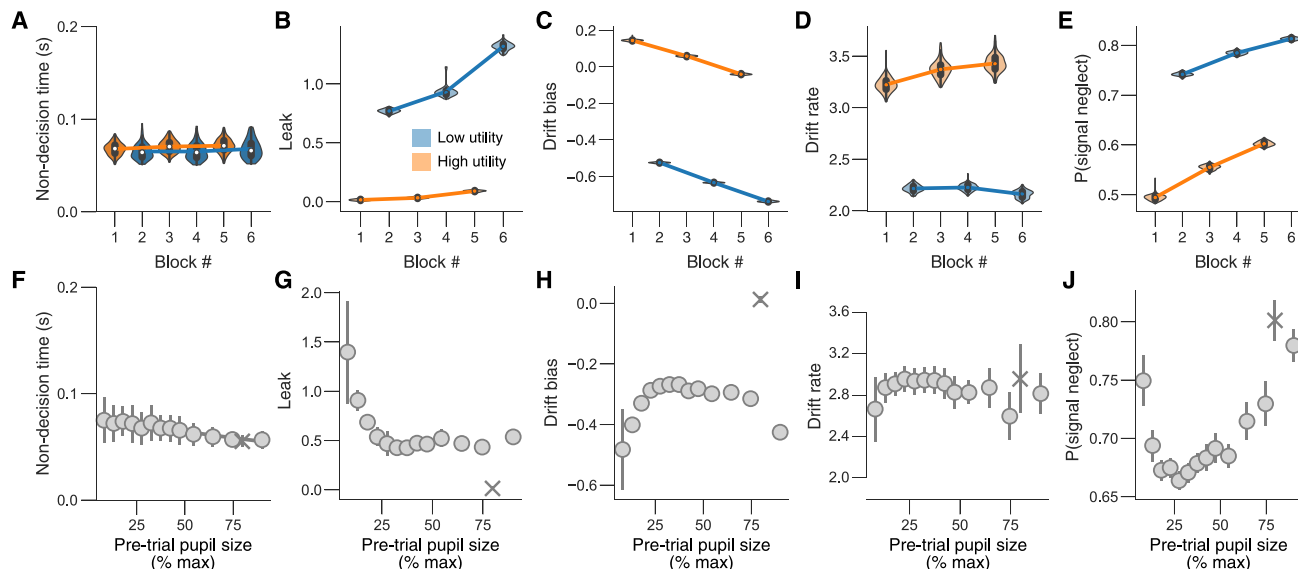 A
Non-decision time (s)
0.2
0.1
0.0
1 2 3 4 5 6
Block #
B
Leak
1.0
0.5
0.0
Low utility
High utility
1 2 3 4 5 6
Block #
C
Drift bias
0.2
0.0
−0.2
−0.4
−0.6
1 2 3 4 5 6
Block #
D
Drift rate
3.5
3.0
2.5
2.0
1 2 3 4 5 6
Block #
E
P(signal neglect)
0.8
0.7
0.6
0.5
1 2 3 4 5 6
Block #
F
Non-decision time (s)
0.2
0.1
0.0
25 50 75
Pre-trial pupil size
(% max)
G
Leak
2.0
1.5
1.0
0.5
0.0
25 50 75
Pre-trial pupil size
(% max)
H
Drift bias
0.0
−0.2
−0.4
−0.6
25 50 75
Pre-trial pupil size
(% max)
I
Drift rate
3.6
3.2
2.8
2.4
2.0
25 50 75
Pre-trial pupil size
(% max)
J
P(signal neglect)
0.80
0.75
0.70
0.65
25 50 75
Pre-trial pupil size
(% max)